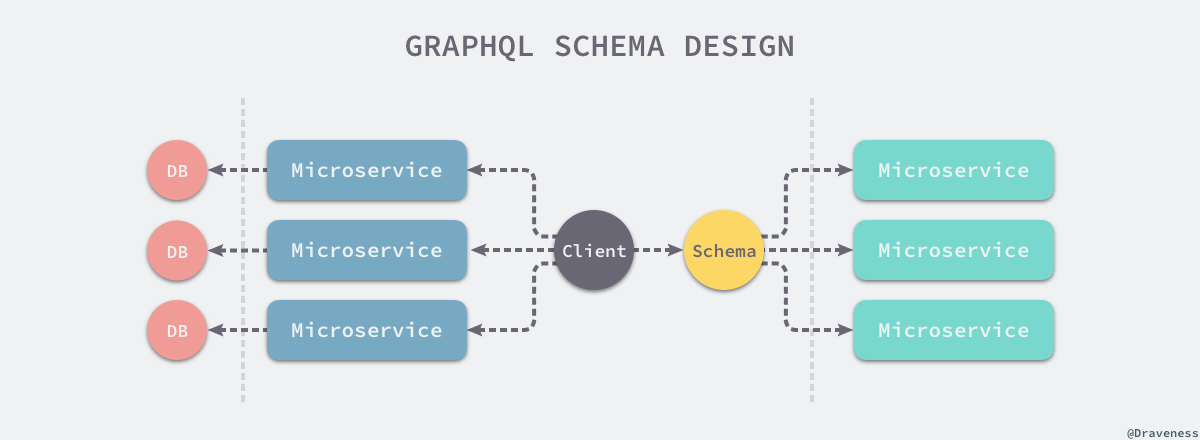 GRAPHQL SCHEMA DESIGN
DB
Microservice
Microservice
DB
Microservice
Client
Schema
Microservice
DB
Microservice
Microservice
@Draveness